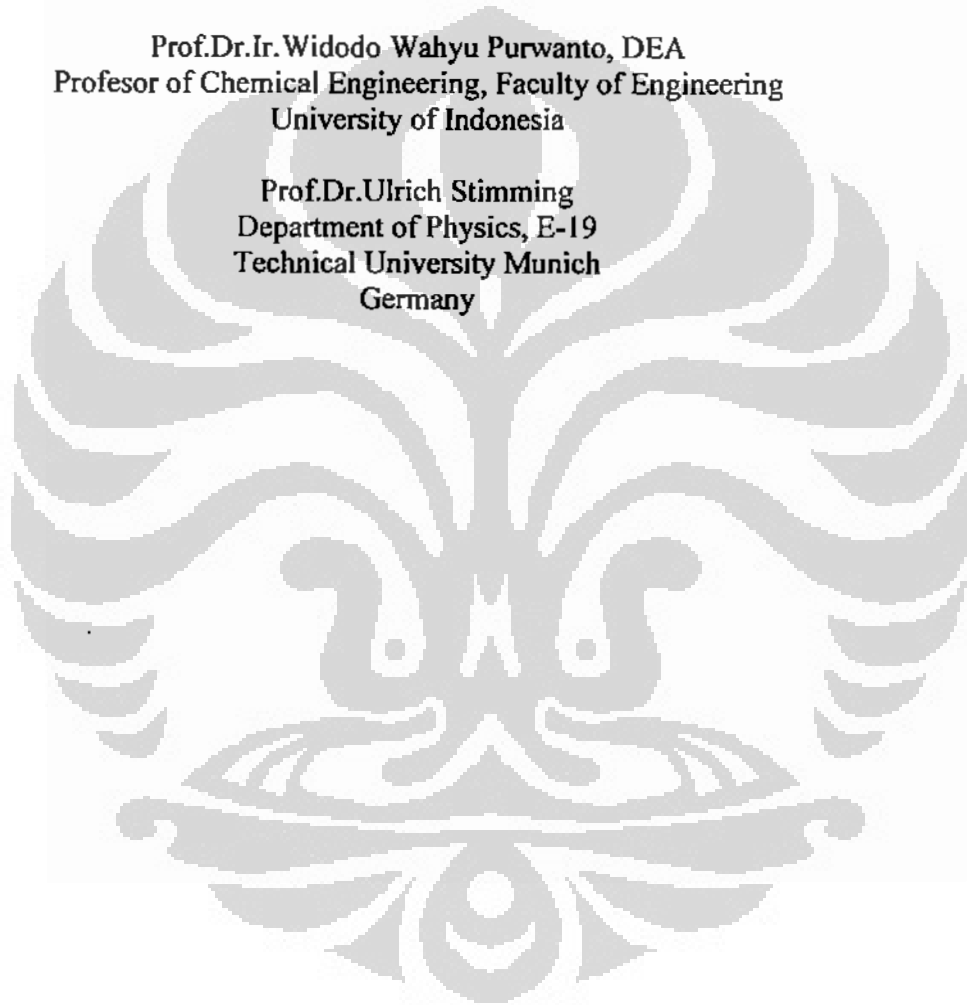 Prof.Dr.Ir.Widodo Wahyu Purwanto, DEA
Profesor of Chemical Engineering, Faculty of Engineering
University of Indonesia
Prof.Dr.Ulrich Stimming
Department of Physics, E-19
Technical University Munich
Germany